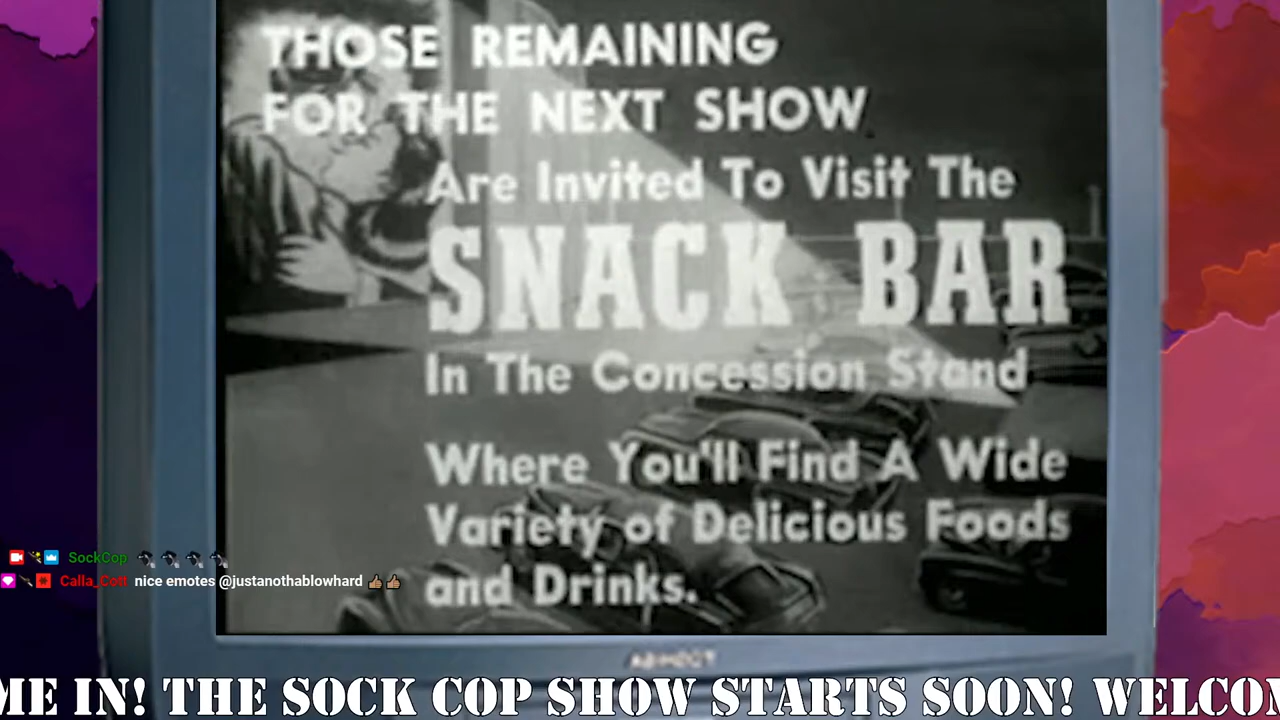 THOSE REMAINING
FOR THE NEXT SHOW
Are Invited To Visit The
SNACK BAR
In The Concession Stand
Where You'll Find A Wide
Variety of Delicious Foods
and Drinks.
SockCop
Calla_Cott nice emotes @justanothablowhard
ME IN! THE SOCK COP SHOW STARTS SOON! WELCOM